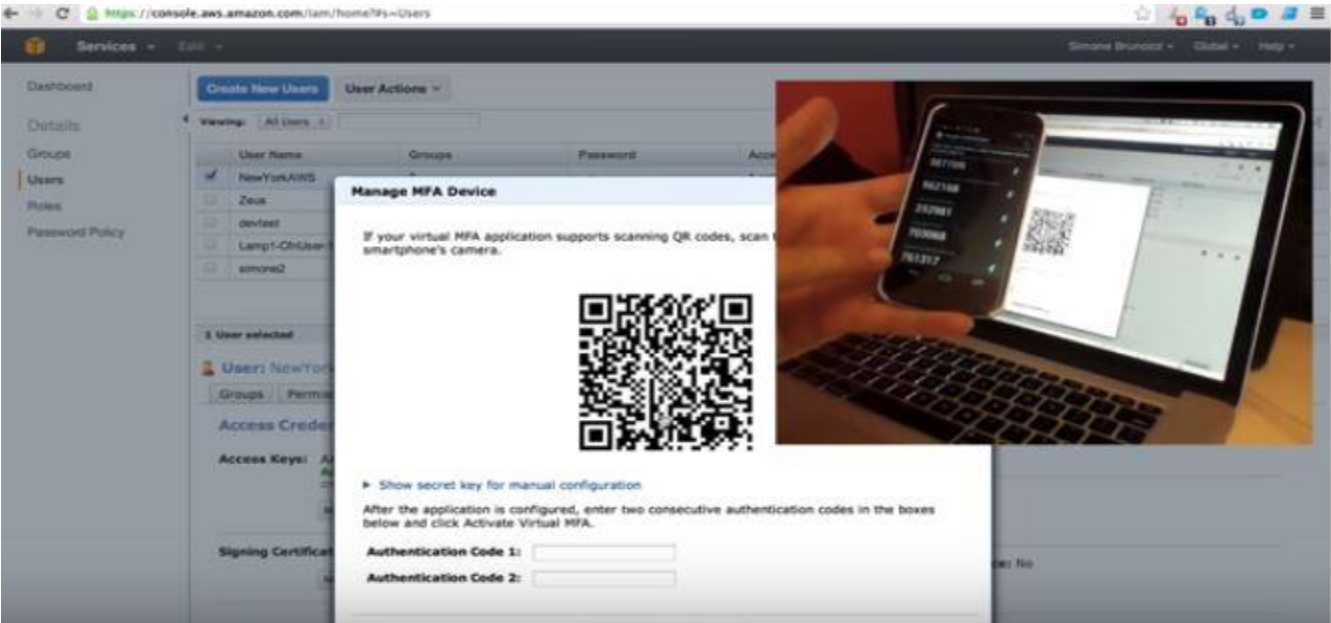 https://console.aws.amazon.com/iam/home?#s=Users
Services Edit Simone Brunozzi Global Help
Dashboard
Details
Groups
Users
Roles
Password Policy
Create New Users User Actions
Viewing: All Users
User Name Groups Password
NewYorkAWS
Zeus
devtest
simone2
1 User selected
User: NewYork
Groups
Access Keys:
Manage MFA Device
If your virtual MFA application supports scanning QR codes, scan
smartphone's camera.
Show secret key for manual configuration
After the application is configured, enter two consecutive authentication codes in the boxes
below and click Activate Virtual MFA.
Authentication Code 1:
Authentication Code 2:
No
703068
761317